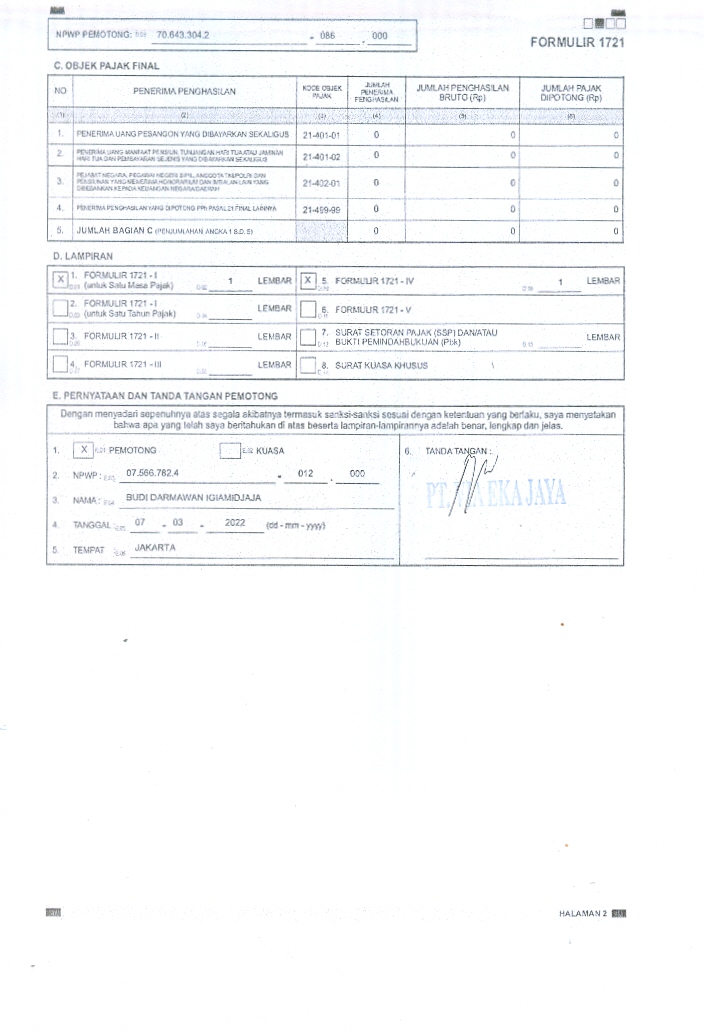 NPWP PEMOTONG: 70.643.304.2 - 086 . 000
FORMULIR 1721
C. OBJEK PAJAK FINAL
NO PENERIMA PENGHASILAN KODE OBJEK PAJAK JUMLAH PENERIMA PENGHASILAN JUMLAH PENGHASILAN BRUTO (Rp) JUMLAH PAJAK DIPOTONG (Rp)
(1) (2) (3) (4) (5) (6)
1. PENERIMA UANG PESANGON YANG DIBAYARKAN SEKALIGUS 21-401-01 0 0 0
2. PENERIMA UANG MANFAAT PENSIUN, TUNJANGAN HARI TUA ATAU JAMINAN HARI TUA DAN PEMBAYARAN SEJENIS YANG DIBAYARKAN SEKALIGUS 21-401-02 0 0 0
3. PEJABAT NEGARA, PEGAWAI NEGERI SIPIL, ANGGOTA TNI/POLRI DAN PENSIUNAN YANG MENERIMA HONORARIUM DAN IMBALAN LAIN YANG DIBEBANKAN KEPADA KEUANGAN NEGARA/DAERAH 21-402-01 0 0 0
4. PENERIMA PENGHASILAN YANG DIPOTONG PPh PASAL 21 FINAL LAINNYA 21-499-99 0 0 0
5. JUMLAH BAGIAN C (PENJUMLAHAN ANGKA 1 S.D. 5) 0 0 0
D. LAMPIRAN
X 1. FORMULIR 1721 - I (untuk Satu Masa Pajak) 1 LEMBAR
X 5. FORMULIR 1721 - IV 1 LEMBAR
2. FORMULIR 1721 - I (untuk Satu Tahun Pajak) LEMBAR
6. FORMULIR 1721 - V
3. FORMULIR 1721 - II LEMBAR
7. SURAT SETORAN PAJAK (SSP) DAN/ATAU BUKTI PEMINDAHBUKUAN (Pbk) LEMBAR
4. FORMULIR 1721 - III LEMBAR
8. SURAT KUASA KHUSUS
E. PERNYATAAN DAN TANDA TANGAN PEMOTONG
Dengan menyadari sepenuhnya atas segala akibatnya termasuk sanksi-sanksi sesuai dengan ketentuan yang berlaku, saya menyatakan
bahwa apa yang telah saya beritahukan di atas beserta lampiran-lampirannya adalah benar, lengkap dan jelas.
1. X PEMOTONG KUASA
2. NPWP : 07.566.782.4 - 012 . 000
3. NAMA : BUDI DARMAWAN IGIAMIDJAJA
4. TANGGAL 07 - 03 - 2022 (dd - mm - yyyy)
5. TEMPAT JAKARTA
6. TANDA TANGAN :
PT. EKA JAYA
HALAMAN 2